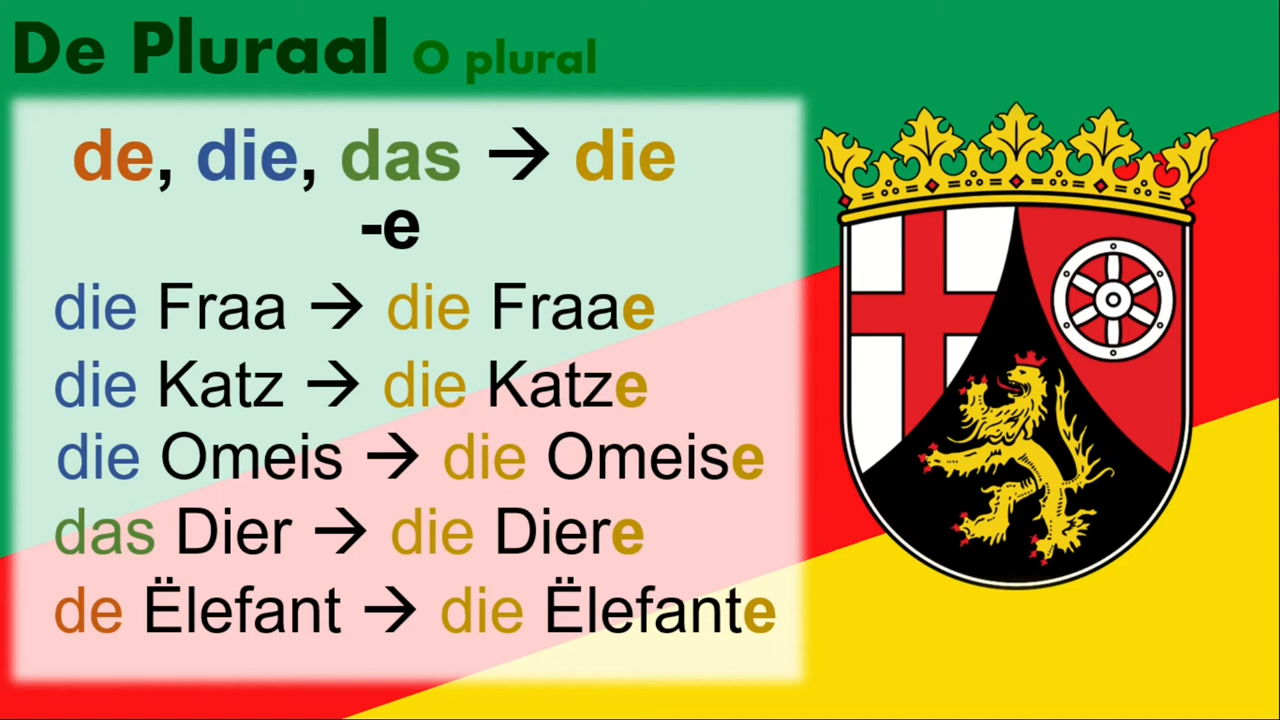 De Pluraal O plural
de, die, das → die
-e
die Fraa → die Fraae
die Katz → die Katze
die Omeis → die Omeise
das Dier → die Diere
de Ëlefant → die Ëlefante